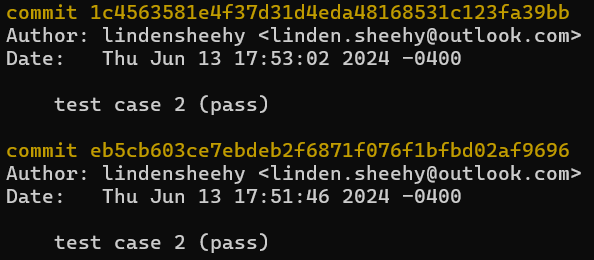 commit 1c4563581e4f37d31d4eda48168531c123fa39bb
Author: lindensheehy <linden.sheehy@outlook.com>
Date:   Thu Jun 13 17:53:02 2024 -0400
    test case 2 (pass)
commit eb5cb603ce7ebdeb2f6871f076f1bfbd02af9696
Author: lindensheehy <linden.sheehy@outlook.com>
Date:   Thu Jun 13 17:51:46 2024 -0400
    test case 2 (pass)